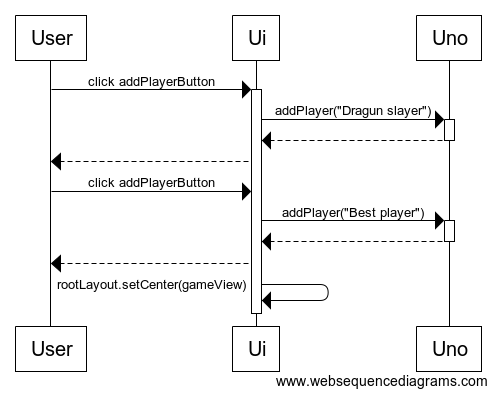 User Ui Uno
click addPlayerButton
addPlayer("Dragun slayer")
click addPlayerButton
addPlayer("Best player")
rootLayout.setCenter(gameView)
User Ui Uno
www.websequencediagrams.com